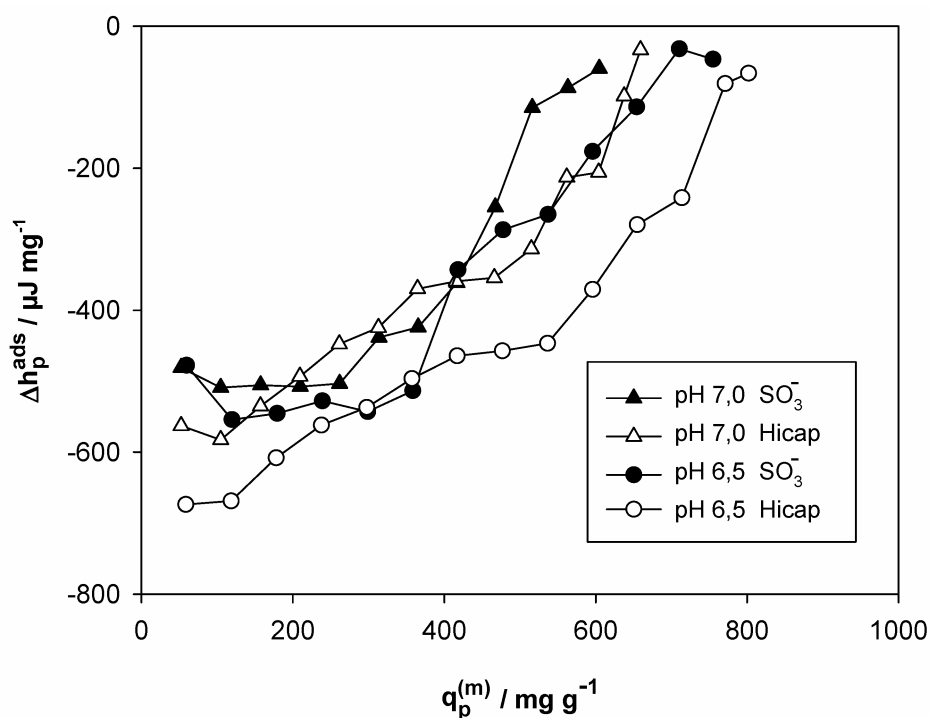 0
-200
-400
-600
-800
0 200 400 600 800 1000
Δh_p^ads / µJ mg⁻¹
q_p^(m) / mg g⁻¹
pH 7,0 SO₃⁻
pH 7,0 Hicap
pH 6,5 SO₃⁻
pH 6,5 Hicap